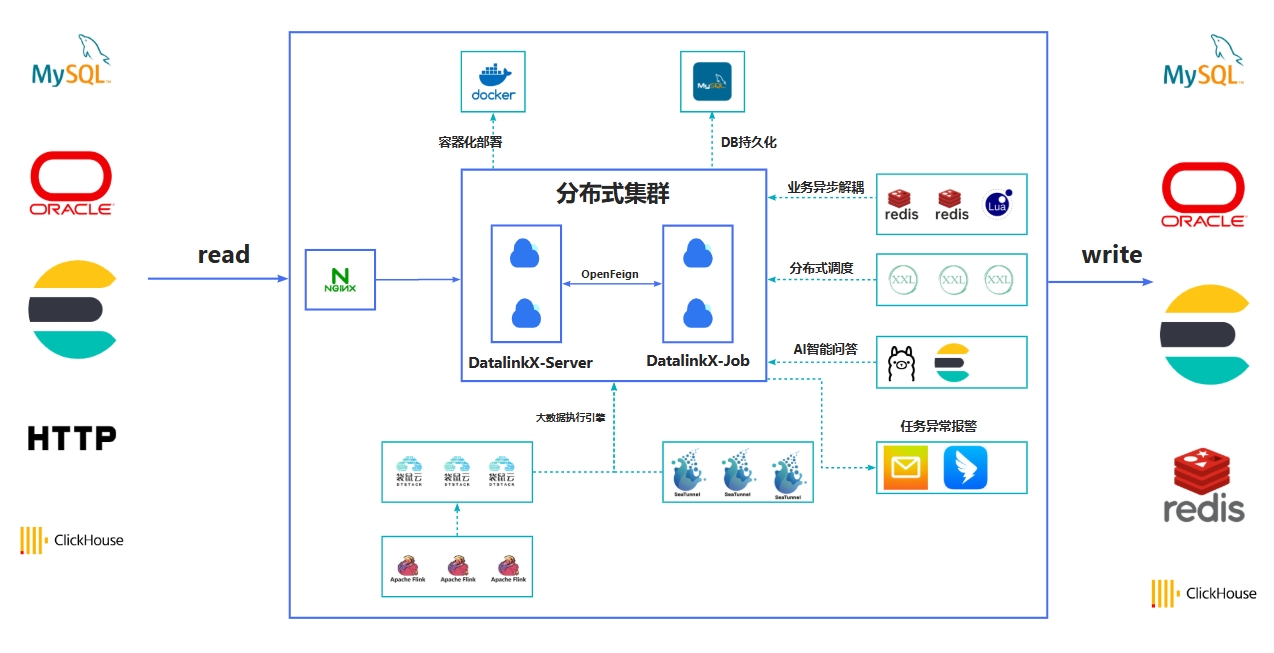 MySQL
ORACLE
HTTP
ClickHouse
read
NGINX
docker
容器化部署
MySQL
DB持久化
分布式集群
OpenFeign
DatalinkX-Server
DatalinkX-Job
业务异步解耦
redis
redis
Lua
分布式调度
XXL
XXL
XXL
AI智能问答
任务异常报警
大数据执行引擎
袋鼠云
DTSTACK
袋鼠云
DTSTACK
袋鼠云
DTSTACK
SeaTunnel
SeaTunnel
SeaTunnel
Apache Flink
Apache Flink
Apache Flink
write
MySQL
ORACLE
redis
ClickHouse